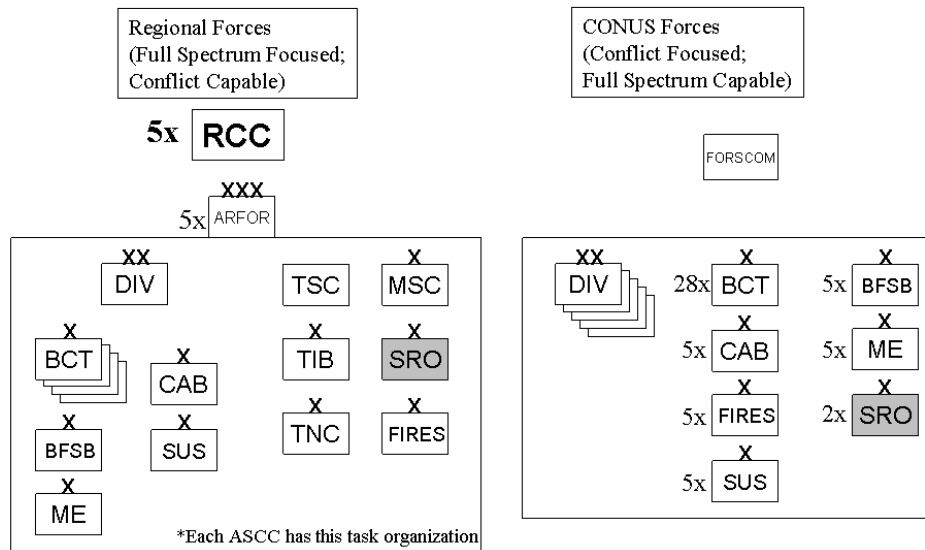 Regional Forces
(Full Spectrum Focused;
Conflict Capable)
5x RCC
XXX
5x ARFOR
XX
DIV
TSC
X
MSC
X
BCT
X
CAB
X
TIB
X
SRO
X
BFSB
X
SUS
X
TNC
X
FIRES
X
ME
*Each ASCC has this task organization
CONUS Forces
(Conflict Focused;
Full Spectrum Capable)
FORSCOM
XX
DIV
X
28x BCT
X
5x BFSB
X
5x CAB
X
5x ME
X
5x FIRES
X
2x SRO
X
5x SUS